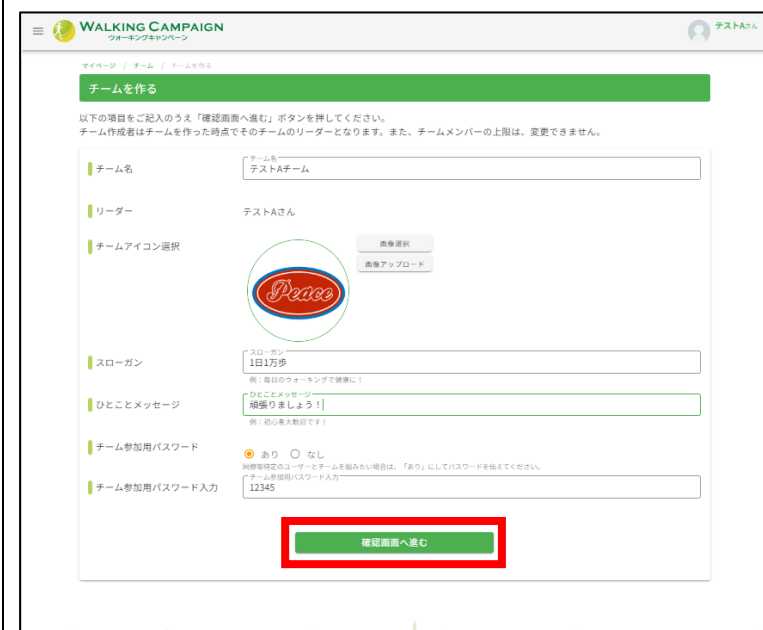 WALKING CAMPAIGN
ウオーキングキャンペーン
テストAさん
マイページ / チーム / チームを作る
チームを作る
以下の項目をご記入のうえ「確認画面へ進む」ボタンを押してください。
チーム作成者はチームを作った時点でそのチームのリーダーとなります。また、チームメンバーの上限は、変更できません。
チーム名
チーム名
テストAチーム
リーダー
テストAさん
チームアイコン選択
画像選択
画像アップロード
Peace
スローガン
スローガン
1日1万歩
例：毎日のウォーキングで健康に！
ひとことメッセージ
ひとことメッセージ
頑張りましょう！
例：初心者大歓迎です！
チーム参加用パスワード
あり なし
同僚等特定のユーザーとチームを組みたい場合は、「あり」にしてパスワードを伝えてください。
チーム参加用パスワード入力
チーム参加用パスワード入力
12345
確認画面へ進む